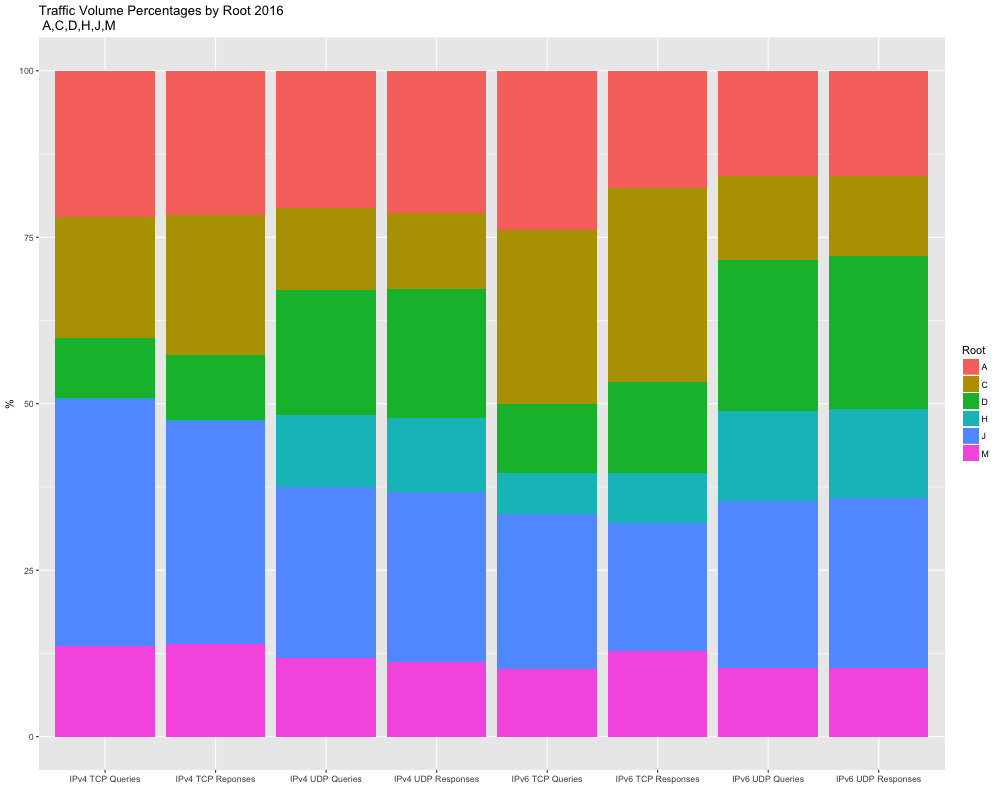 Traffic Volume Percentages by Root 2016
A,C,D,H,J,M
100
75
50
25
0
%
IPv4 TCP Queries
IPv4 TCP Reponses
IPv4 UDP Queries
IPv4 UDP Responses
IPv6 TCP Queries
IPv6 TCP Responses
IPv6 UDP Queries
IPv6 UDP Responses
Root
A
C
D
H
J
M